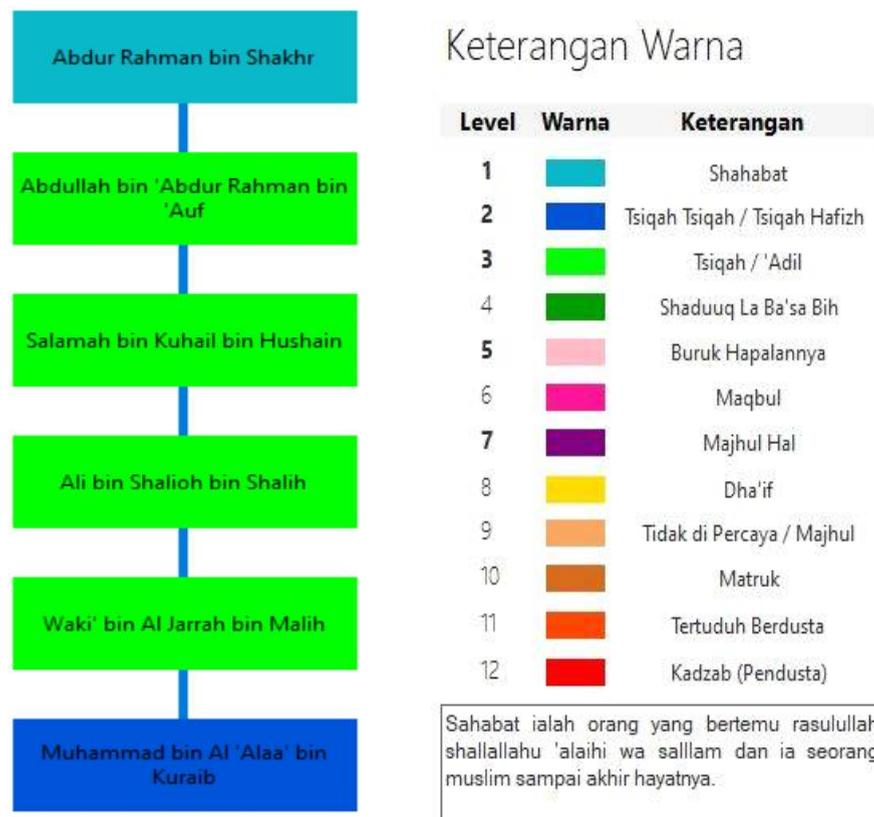 Abdur Rahman bin Shakhr
Abdullah bin 'Abdur Rahman bin
'Auf
Salamah bin Kuhail bin Hushain
Ali bin Shalioh bin Shalih
Waki' bin Al Jarrah bin Malih
Muhammad bin Al 'Alaa' bin
Kuraib
Keterangan Warna
Level Warna Keterangan
1 Shahabat
2 Tsiqah Tsiqah / Tsiqah Hafizh
3 Tsiqah / 'Adil
4 Shaduuq La Ba'sa Bih
5 Buruk Hapalannya
6 Maqbul
7 Majhul Hal
8 Dha'if
9 Tidak di Percaya / Majhul
10 Matruk
11 Tertuduh Berdusta
12 Kadzab (Pendusta)
Sahabat ialah orang yang bertemu rasulullah
shallallahu 'alaihi wa salllam dan ia seorang
muslim sampai akhir hayatnya.